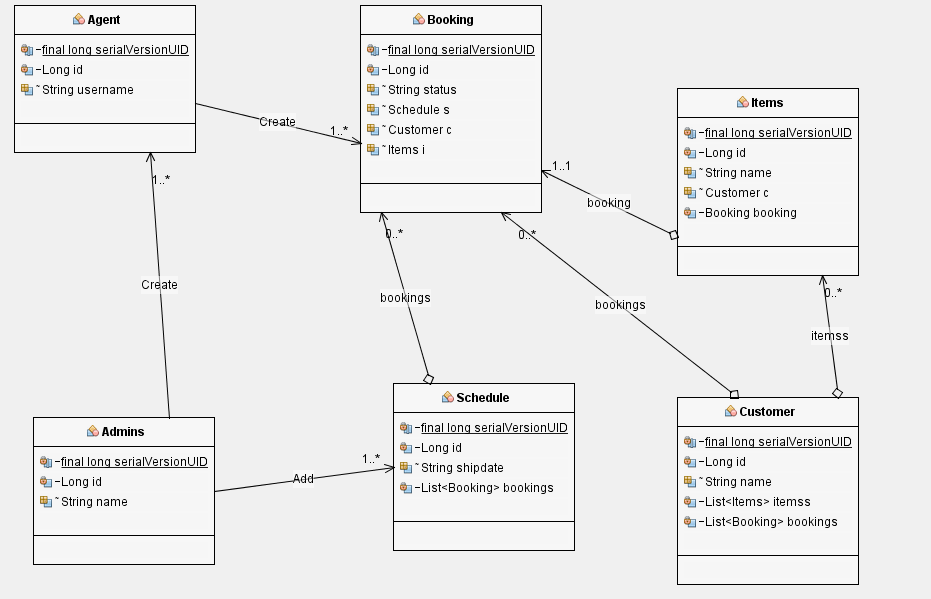 Agent
-final long serialVersionUID
-Long id
~String username
Booking
-final long serialVersionUID
-Long id
~String status
~Schedule s
~Customer c
~Items i
Items
-final long serialVersionUID
-Long id
~String name
~Customer c
-Booking booking
Create
1..*
1..1
booking
1..*
0..*
0..*
Create
bookings
bookings
0..*
itemss
Admins
-final long serialVersionUID
-Long id
~String name
Add
1..*
Schedule
-final long serialVersionUID
-Long id
~String shipdate
-List<Booking> bookings
Customer
-final long serialVersionUID
-Long id
~String name
-List<Items> itemss
-List<Booking> bookings